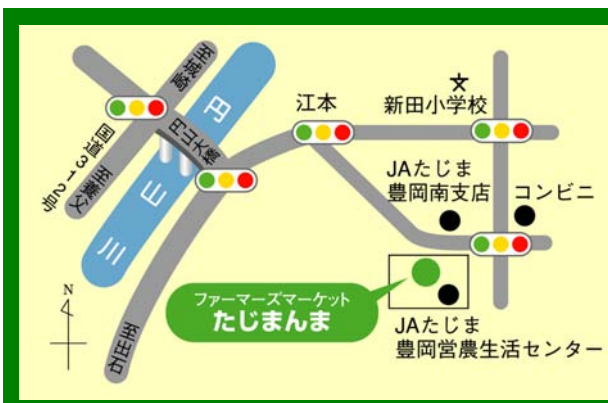 至城崎
円山川
円山大橋
国道312号
至養父
江本
文
新田小学校
JAたじま
豊岡南支店
コンビニ
ファーマーズマーケット
たじまんま
JAたじま
豊岡営農生活センター
至出石
N